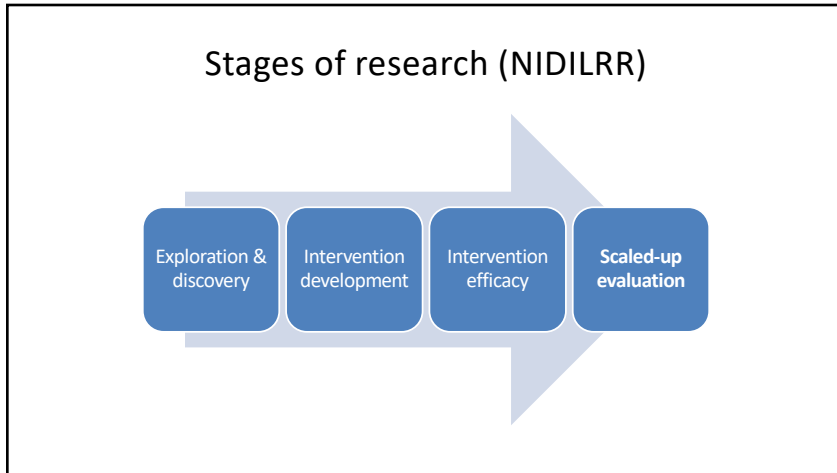 Stages of research (NIDILRR)
Exploration &
discovery
Intervention
development
Intervention
efficacy
Scaled-up
evaluation